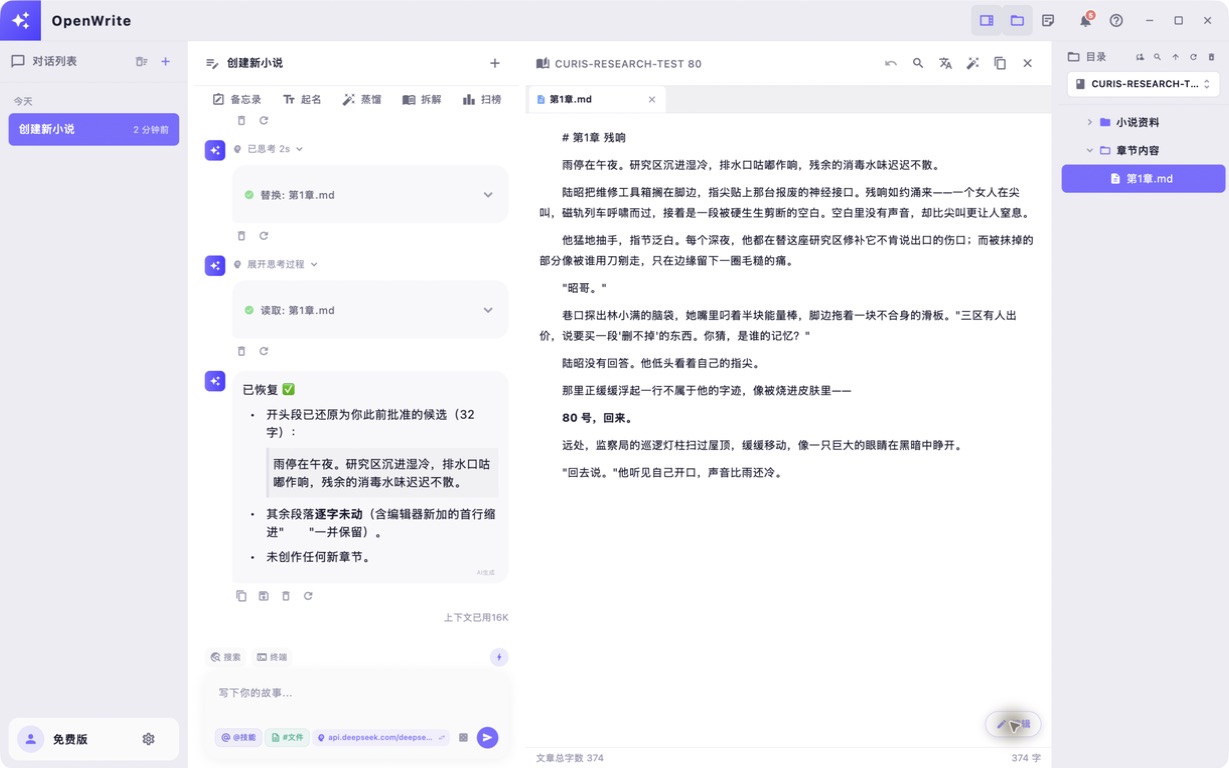 OpenWrite
6
对话列表
今天
创建新小说 2 分钟前
免费版
创建新小说
备忘录 起名 蒸馏 拆解 扫榜
已思考 2s
替换: 第1章.md
展开思考过程
读取: 第1章.md
已恢复 ✅
• 开头段已还原为你此前批准的候选（32
字）:
雨停在午夜。研究区沉进湿冷，排水口咕
嘟作响，残余的消毒水味迟迟不散。
• 其余段落逐字未动（含编辑器新加的首行缩
进"　　"一并保留）。
• 未创作任何新章节。
AI生成
上下文已用16K
搜索 终端
写下你的故事...
@技能 #文件 api.deepseek.com/deepse...
CURIS-RESEARCH-TEST 80
第1章.md
# 第1章 残响
雨停在午夜。研究区沉进湿冷，排水口咕嘟作响，残余的消毒水味迟迟不散。
陆昭把维修工具箱搁在脚边，指尖贴上那台报废的神经接口。残响如约涌来——一个女人在尖
叫，磁轨列车呼啸而过，接着是一段被硬生生剪断的空白。空白里没有声音，却比尖叫更让人窒息。
他猛地抽手，指节泛白。每个深夜，他都在替这座研究区修补它不肯说出口的伤口；而被抹掉的
部分像被谁用刀剜走，只在边缘留下一圈毛糙的痛。
"昭哥。"
巷口探出林小满的脑袋，她嘴里叼着半块能量棒，脚边拖着一块不合身的滑板。"三区有人出
价，说要买一段'删不掉'的东西。你猜，是谁的记忆？"
陆昭没有回答。他低头看着自己的指尖。
那里正缓缓浮起一行不属于他的字迹，像被烧进皮肤里——
80 号，回来。
远处，监察局的巡逻灯柱扫过屋顶，缓缓移动，像一只巨大的眼睛在黑暗中睁开。
"回去说。"他听见自己开口，声音比雨还冷。
辑
文章总字数 374
374 字
目录
CURIS-RESEARCH-T...
小说资料
章节内容
第1章.md